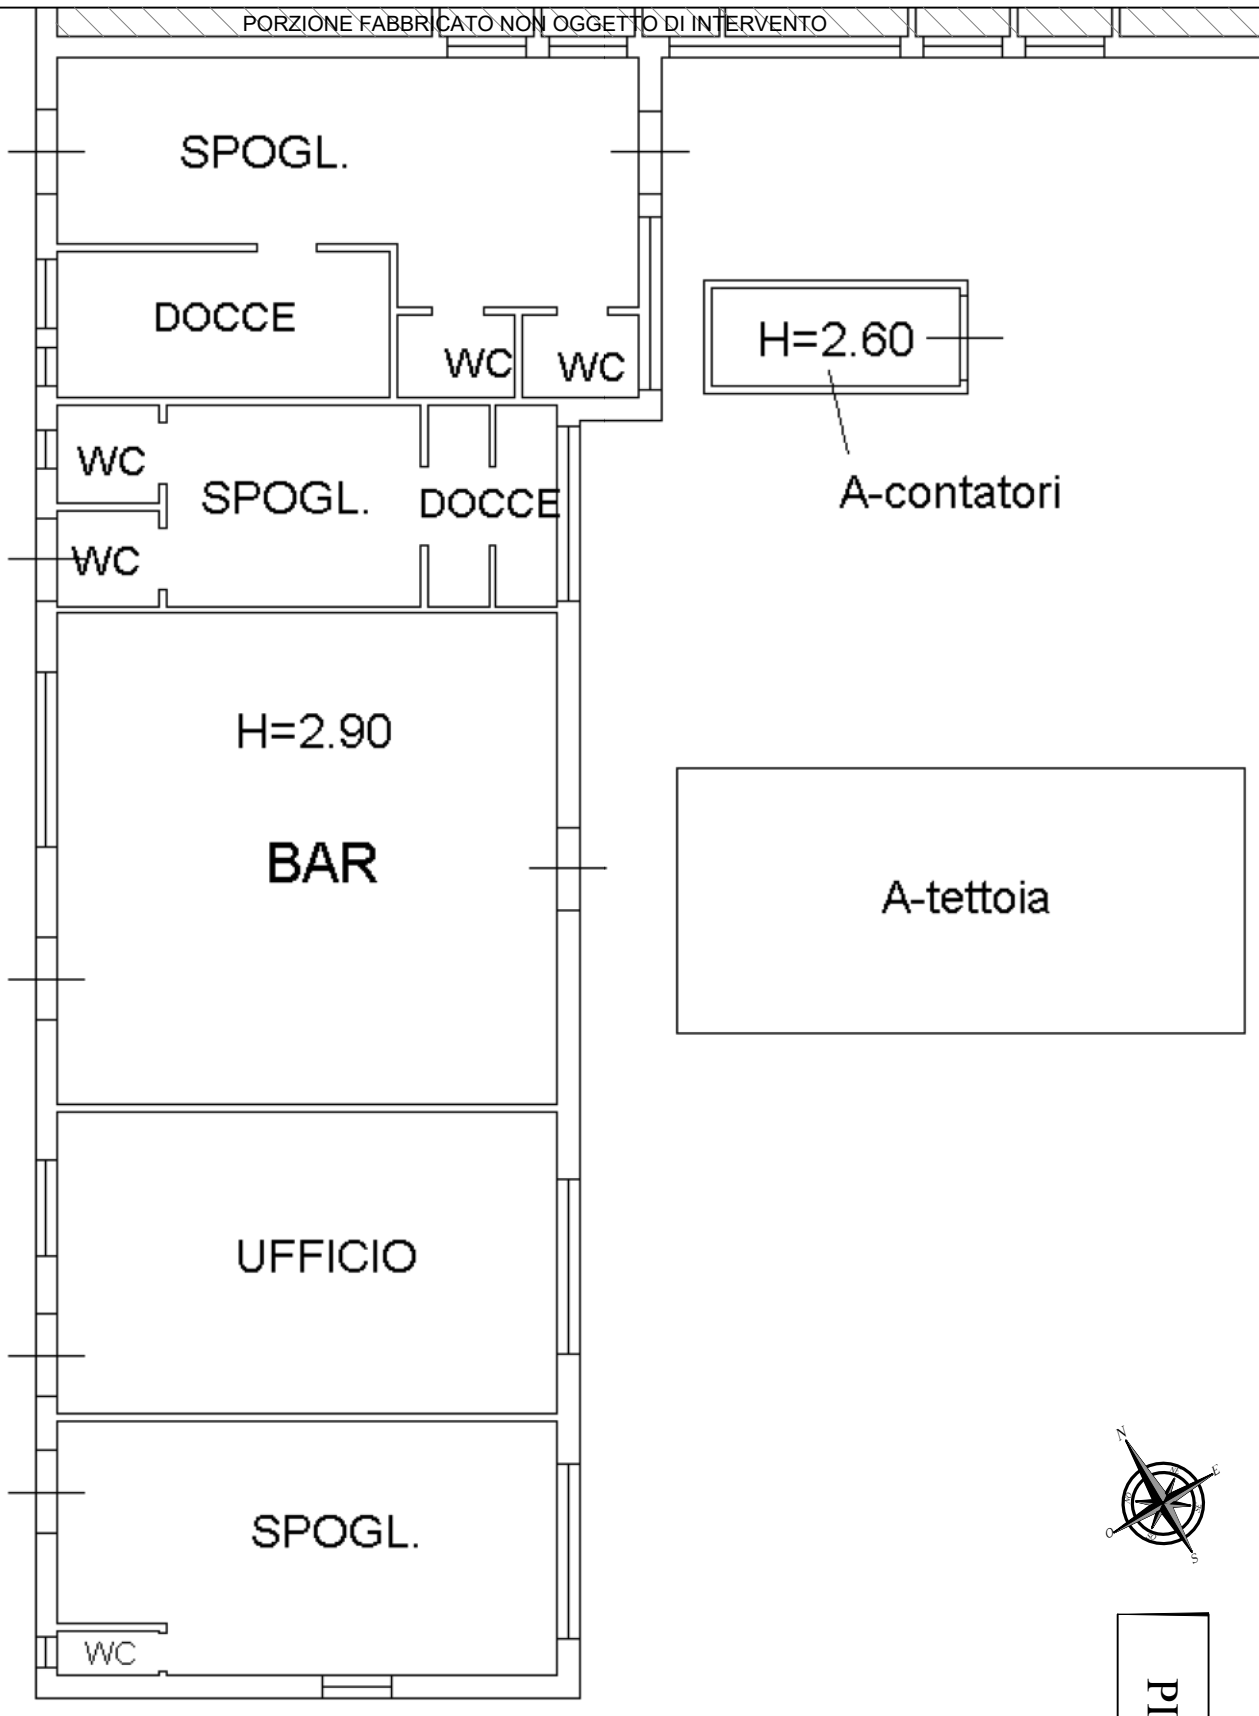 PORZIONE FABBRICATO NON OGGETTO DI INTERVENTO
SPOGL.
DOCCE
WC
WC
H=2.60
A-contatori
WC
SPOGL.
DOCCE
WC
H=2.90
BAR
A-tettoia
UFFICIO
N
E
O
S
SPOGL.
WC
PI